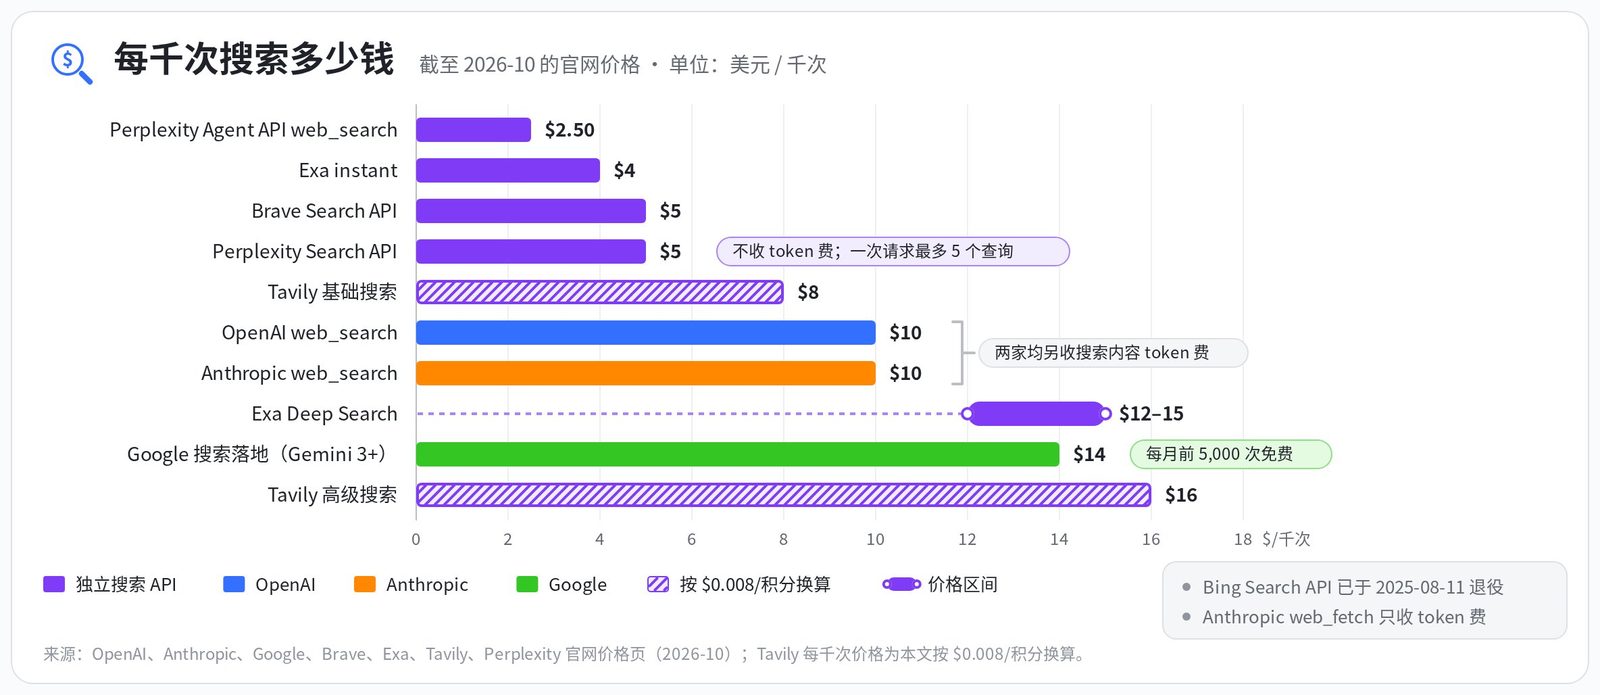 每千次搜索多少钱 截至 2026-10 的官网价格 · 单位：美元 / 千次
Perplexity Agent API web_search $2.50
Exa instant $4
Brave Search API $5
Perplexity Search API $5 不收 token 费；一次请求最多 5 个查询
Tavily 基础搜索 $8
OpenAI web_search $10
两家均另收搜索内容 token 费
Anthropic web_search $10
Exa Deep Search $12–15
Google 搜索落地（Gemini 3+） $14 每月前 5,000 次免费
Tavily 高级搜索 $16
0 2 4 6 8 10 12 14 16 18 $/千次
独立搜索 API OpenAI Anthropic Google 按 $0.008/积分换算 价格区间
• Bing Search API 已于 2025-08-11 退役
• Anthropic web_fetch 只收 token 费
来源：OpenAI、Anthropic、Google、Brave、Exa、Tavily、Perplexity 官网价格页（2026-10）；Tavily 每千次价格为本文按 $0.008/积分换算。